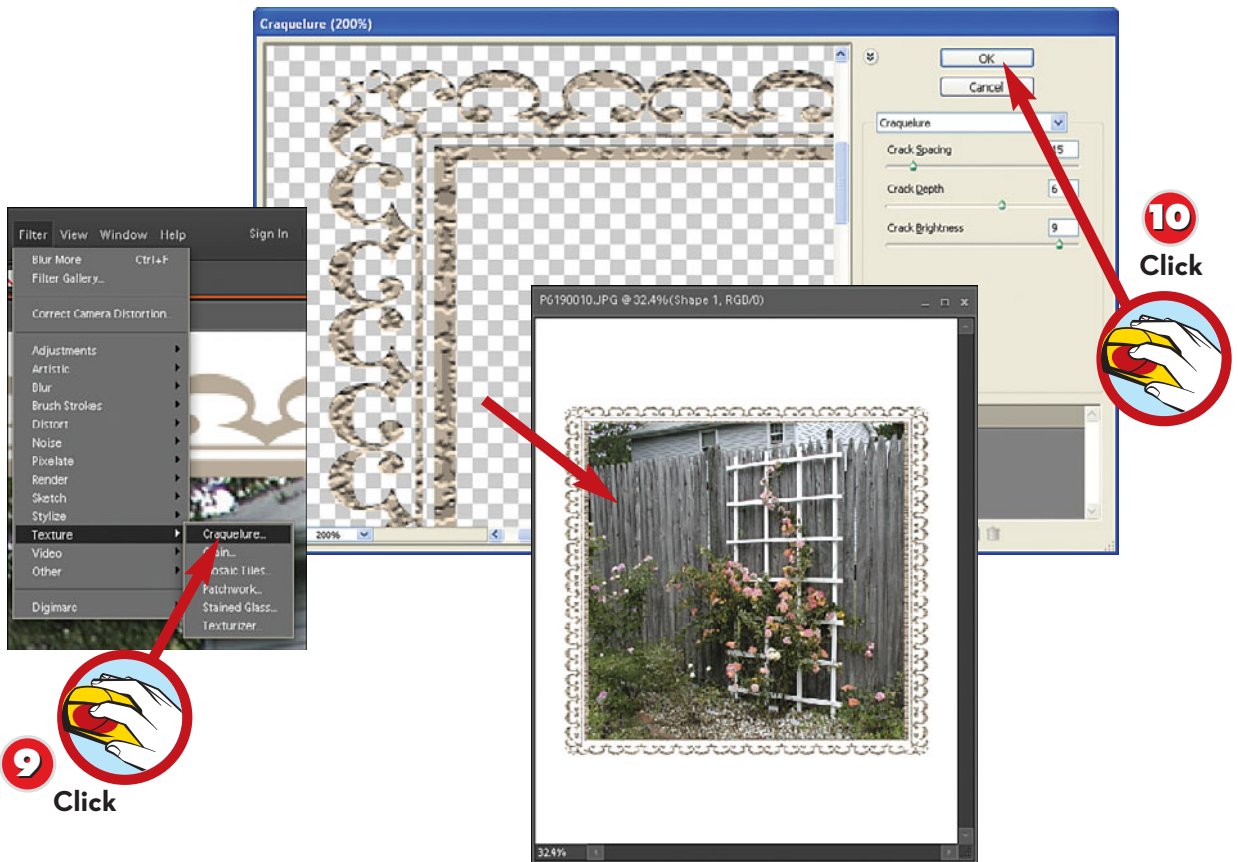 Craquelure (200%)
OK
Cancel
Craquelure
Crack Spacing
15
Crack Depth
6
Crack Brightness
9
200%
10
Click
Filter View Window Help Sign In
Blur More Ctrl+F
Filter Gallery...
Correct Camera Distortion...
Adjustments
Artistic
Blur
Brush Strokes
Distort
Noise
Pixelate
Render
Sketch
Stylize
Texture
Video
Other
Digimarc
Craquelure...
Mosaic Tiles...
Patchwork...
Stained Glass...
Texturizer...
9
Click
P6190010.JPG @ 32.4%(Shape 1, RGB/0)
32.4%